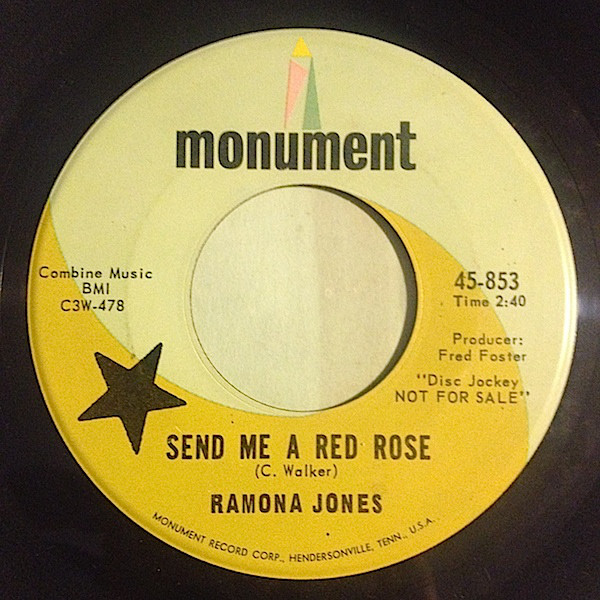 monument
Combine Music
BMI
C3W-478
45-853
Time 2:40
Producer:
Fred Foster
"Disc Jockey
NOT FOR SALE"
SEND ME A RED ROSE
(C. Walker)
RAMONA JONES
MONUMENT RECORD CORP., HENDERSONVILLE, TENN., U.S.A.